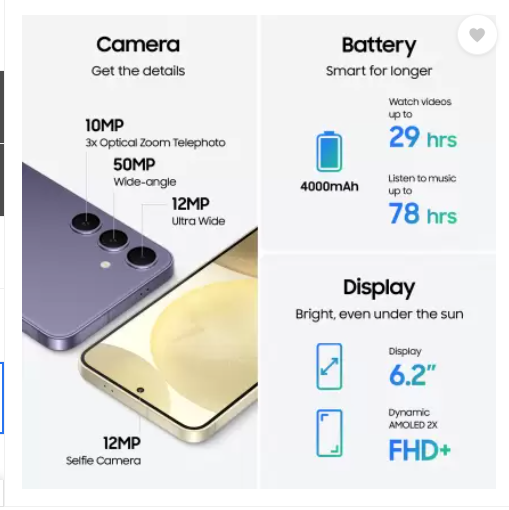 Camera
Get the details
10MP
3x Optical Zoom Telephoto
50MP
Wide-angle
12MP
Ultra Wide
12MP
Selfie Camera
Battery
Smart for longer
4000mAh
Watch videos
up to
29 hrs
Listen to music
up to
78 hrs
Display
Bright, even under the sun
Display
6.2"
Dynamic
AMOLED 2X
FHD+